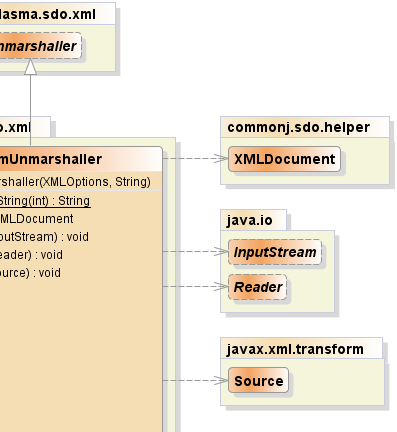 lasma.sdo.xml
nmarshaller
o.xml
mUnmarshaller
rshaller(XMLOptions, String)
String(int) : String
MLDocument
putStream) : void
eader) : void
ource) : void
commonj.sdo.helper
XMLDocument
java.io
InputStream
Reader
javax.xml.transform
Source